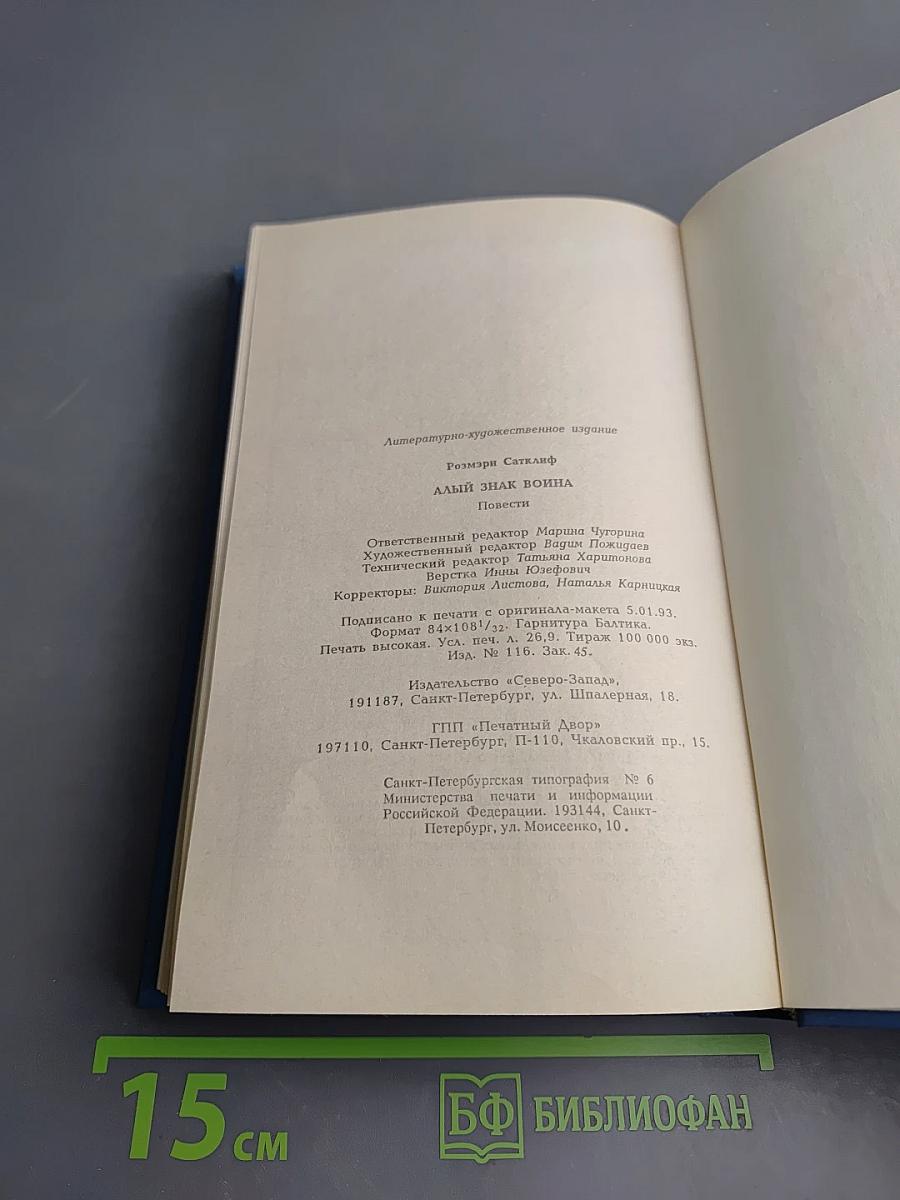 Литературно-художественное издание
Розмэри Сатклиф
АЛЫЙ ЗНАК ВОИНА
Повести
Ответственный редактор Марина Чугорина
Художественный редактор Вадим Пожидаев
Технический редактор Татьяна Харитонова
Верстка Инны Юзефович
Корректоры: Виктория Листова, Наталья Карницкая
Подписано к печати с оригинала-макета 5.01.93.
Формат 84×108¹/₃₂. Гарнитура Балтика.
Печать высокая. Усл. печ. л. 26,9. Тираж 100 000 экз.
Изд. № 116. Зак. 45.
Издательство «Северо-Запад»,
191187, Санкт-Петербург, ул. Шпалерная, 18.
ГПП «Печатный Двор»
197110, Санкт-Петербург, П-110, Чкаловский пр., 15.
Санкт-Петербургская типография № 6
Министерства печати и информации
Российской Федерации. 193144, Санкт-
Петербург, ул. Моисеенко, 10.
15 см
БФ БИБЛИОФАН